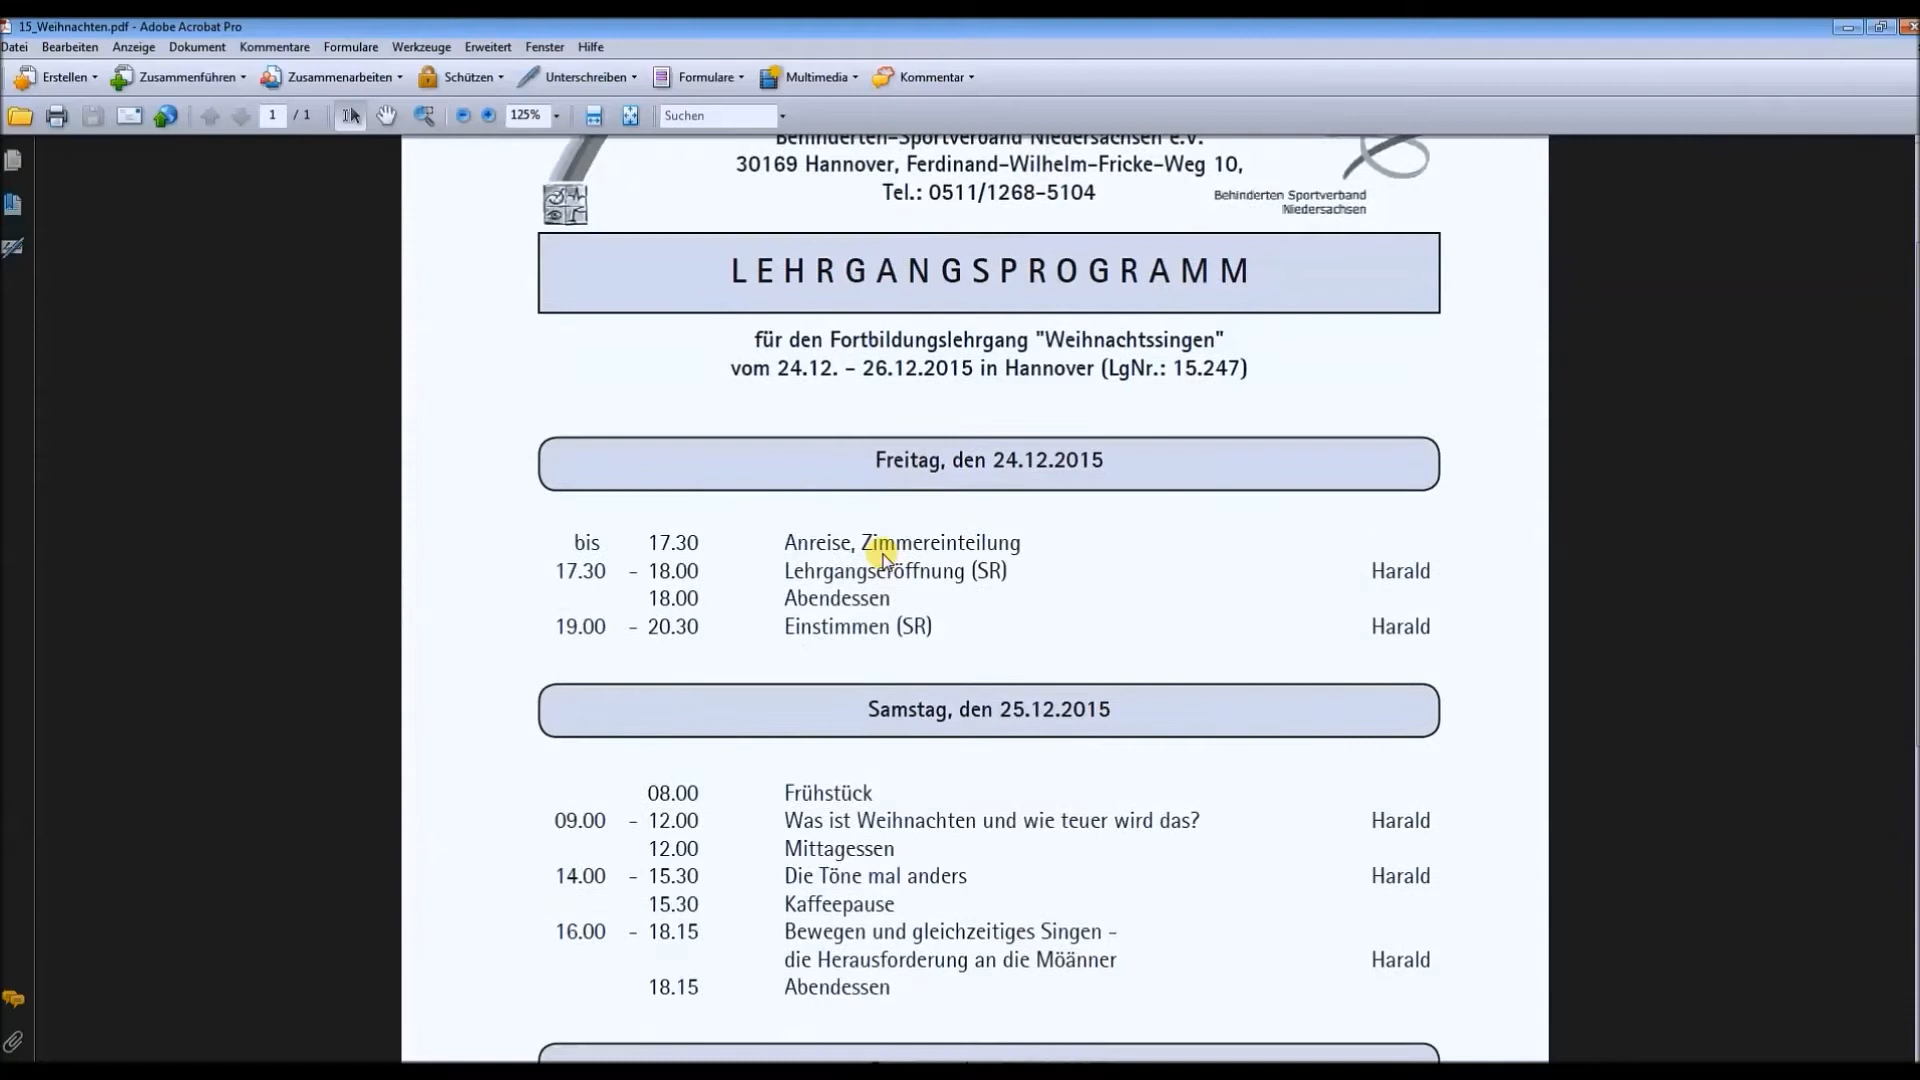 15_Weihnachten.pdf - Adobe Acrobat Pro
Datei Bearbeiten Anzeige Dokument Kommentare Formulare Werkzeuge Erweitert Fenster Hilfe
Erstellen Zusammenführen Zusammenarbeiten Schützen Unterschreiben Formulare Multimedia Kommentar
1 / 1 125% Suchen
Behinderten-Sportverband Niedersachsen e.V.
30169 Hannover, Ferdinand-Wilhelm-Fricke-Weg 10,
Tel.: 0511/1268-5104
Behinderten Sportverband
Niedersachsen
LEHRGANGSPROGRAMM
für den Fortbildungslehrgang "Weihnachtssingen"
vom 24.12. - 26.12.2015 in Hannover (LgNr.: 15.247)
Freitag, den 24.12.2015
bis 17.30 Anreise, Zimmereinteilung
17.30 - 18.00 Lehrgangseröffnung (SR) Harald
18.00 Abendessen
19.00 - 20.30 Einstimmen (SR) Harald
Samstag, den 25.12.2015
08.00 Frühstück
09.00 - 12.00 Was ist Weihnachten und wie teuer wird das? Harald
12.00 Mittagessen
14.00 - 15.30 Die Töne mal anders Harald
15.30 Kaffeepause
16.00 - 18.15 Bewegen und gleichzeitiges Singen -
die Herausforderung an die Möänner Harald
18.15 Abendessen